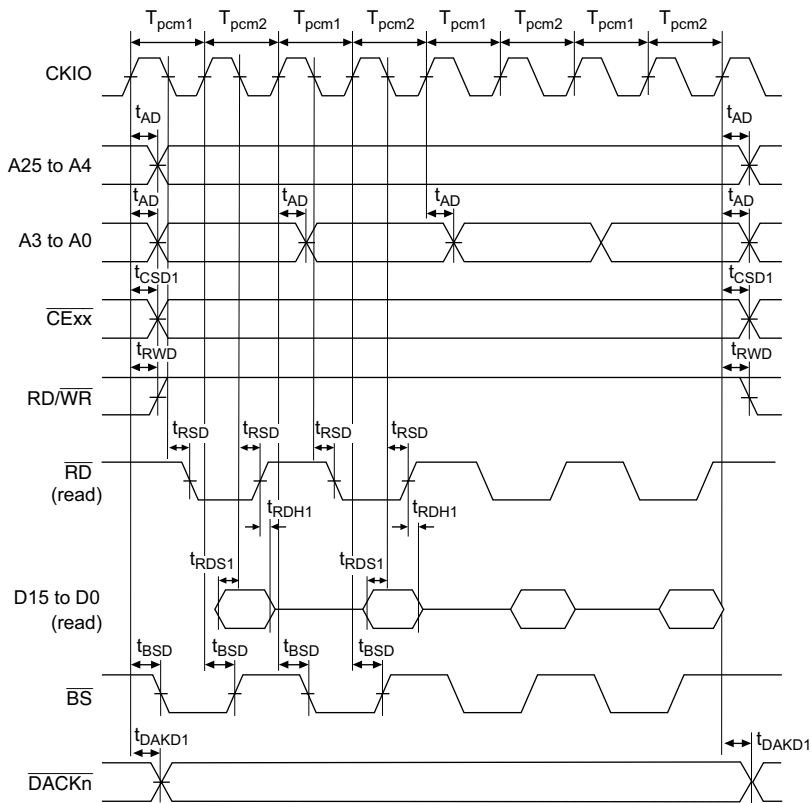 Tpcm1 Tpcm2 Tpcm1 Tpcm2 Tpcm1 Tpcm2 Tpcm1 Tpcm2
CKIO
tAD tAD
A25 to A4
tAD tAD tAD tAD
A3 to A0
tCSD1 tCSD1
CExx
tRWD tRWD
RD/WR
tRSD tRSD tRSD tRSD
RD
(read)
tRDH1 tRDH1
tRDS1 tRDS1
D15 to D0
(read)
tBSD tBSD tBSD tBSD
BS
tDAKD1 tDAKD1
DACKn